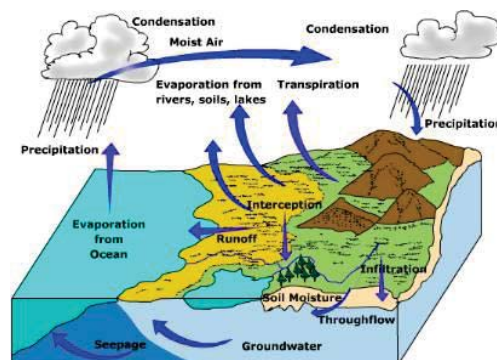 Condensation
Condensation
Moist Air
Evaporation from
rivers, soils, lakes
Transpiration
Precipitation
Precipitation
Interception
Evaporation
from
Ocean
Runoff
Infiltration
Soil Moisture
Throughflow
Seepage
Groundwater